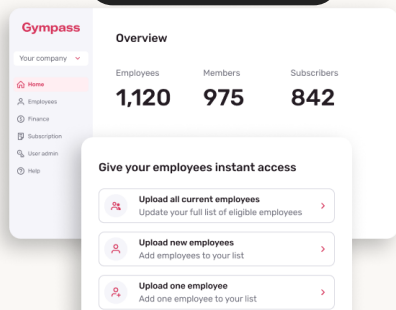 Gympass
Your company
Home
Employees
Finance
Subscription
User admin
Help
Overview
Employees
Members
Subscribers
1,120
975
842
Give your employees instant access
Upload all current employees
Update your full list of eligible employees
Upload new employees
Add employees to your list
Upload one employee
Add one employee to your list